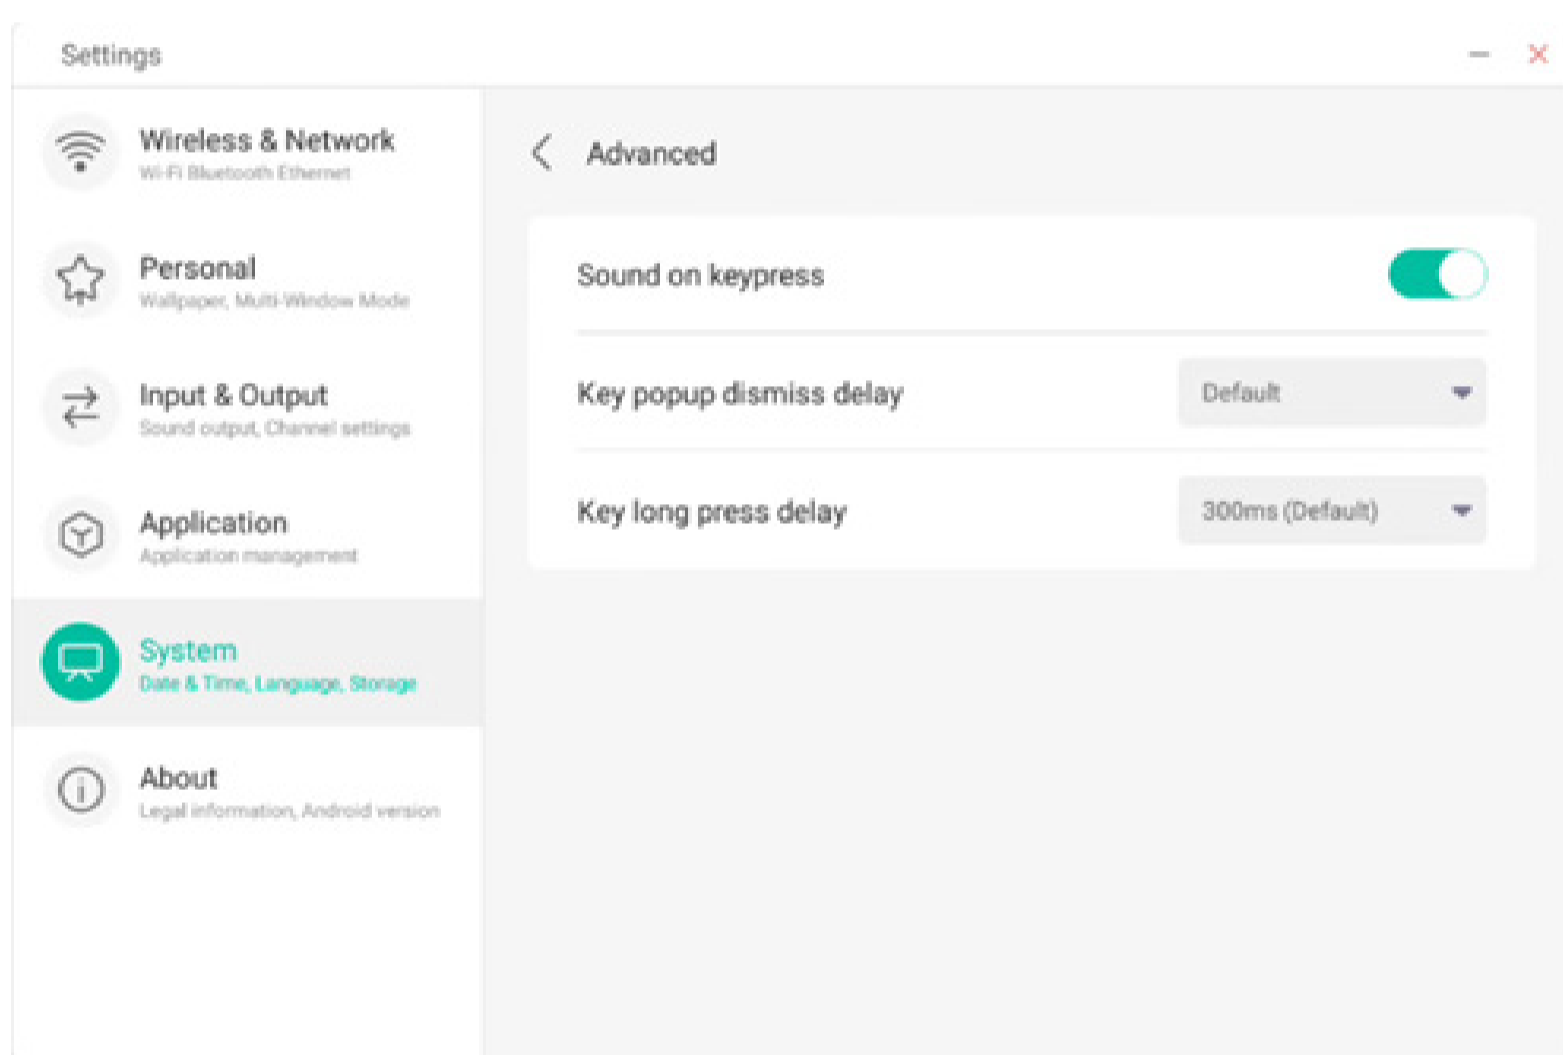 Settings
Wireless & Network
Wi-Fi Bluetooth Ethernet
Personal
Wallpaper, Multi-Window Mode
Input & Output
Sound output, Channel settings
Application
Application management
System
Date & Time, Language, Storage
About
Legal information, Android version
Advanced
Sound on keypress
Key popup dismiss delay
Default
Key long press delay
300ms (Default)